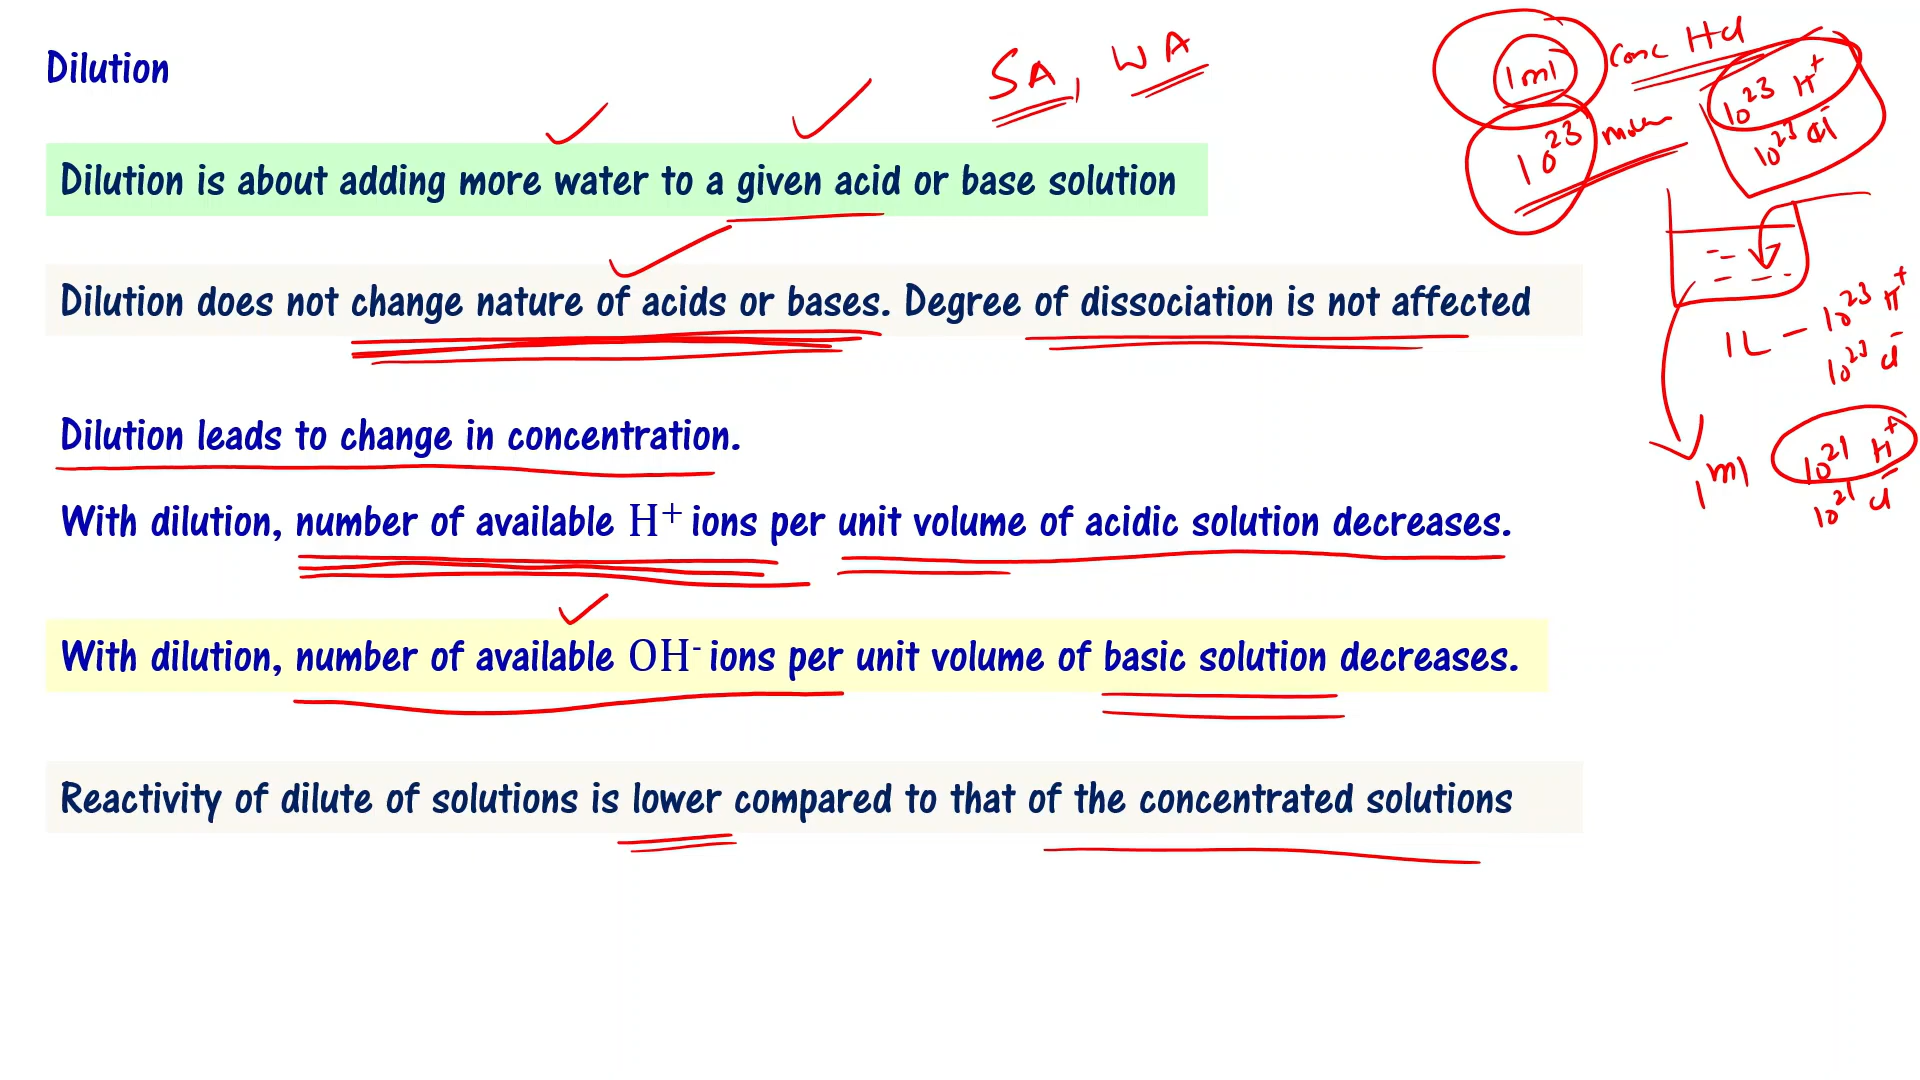 Dilution
SA, WA
1ml conc HCl
10²³ H⁺
10²³ Cl⁻
10²³
Dilution is about adding more water to a given acid or base solution
Dilution does not change nature of acids or bases. Degree of dissociation is not affected
1L – 10²³ H⁺
10²³ Cl⁻
Dilution leads to change in concentration.
1ml 10²¹ H⁺
10²¹ Cl⁻
With dilution, number of available H⁺ ions per unit volume of acidic solution decreases.
With dilution, number of available OH⁻ ions per unit volume of basic solution decreases.
Reactivity of dilute of solutions is lower compared to that of the concentrated solutions